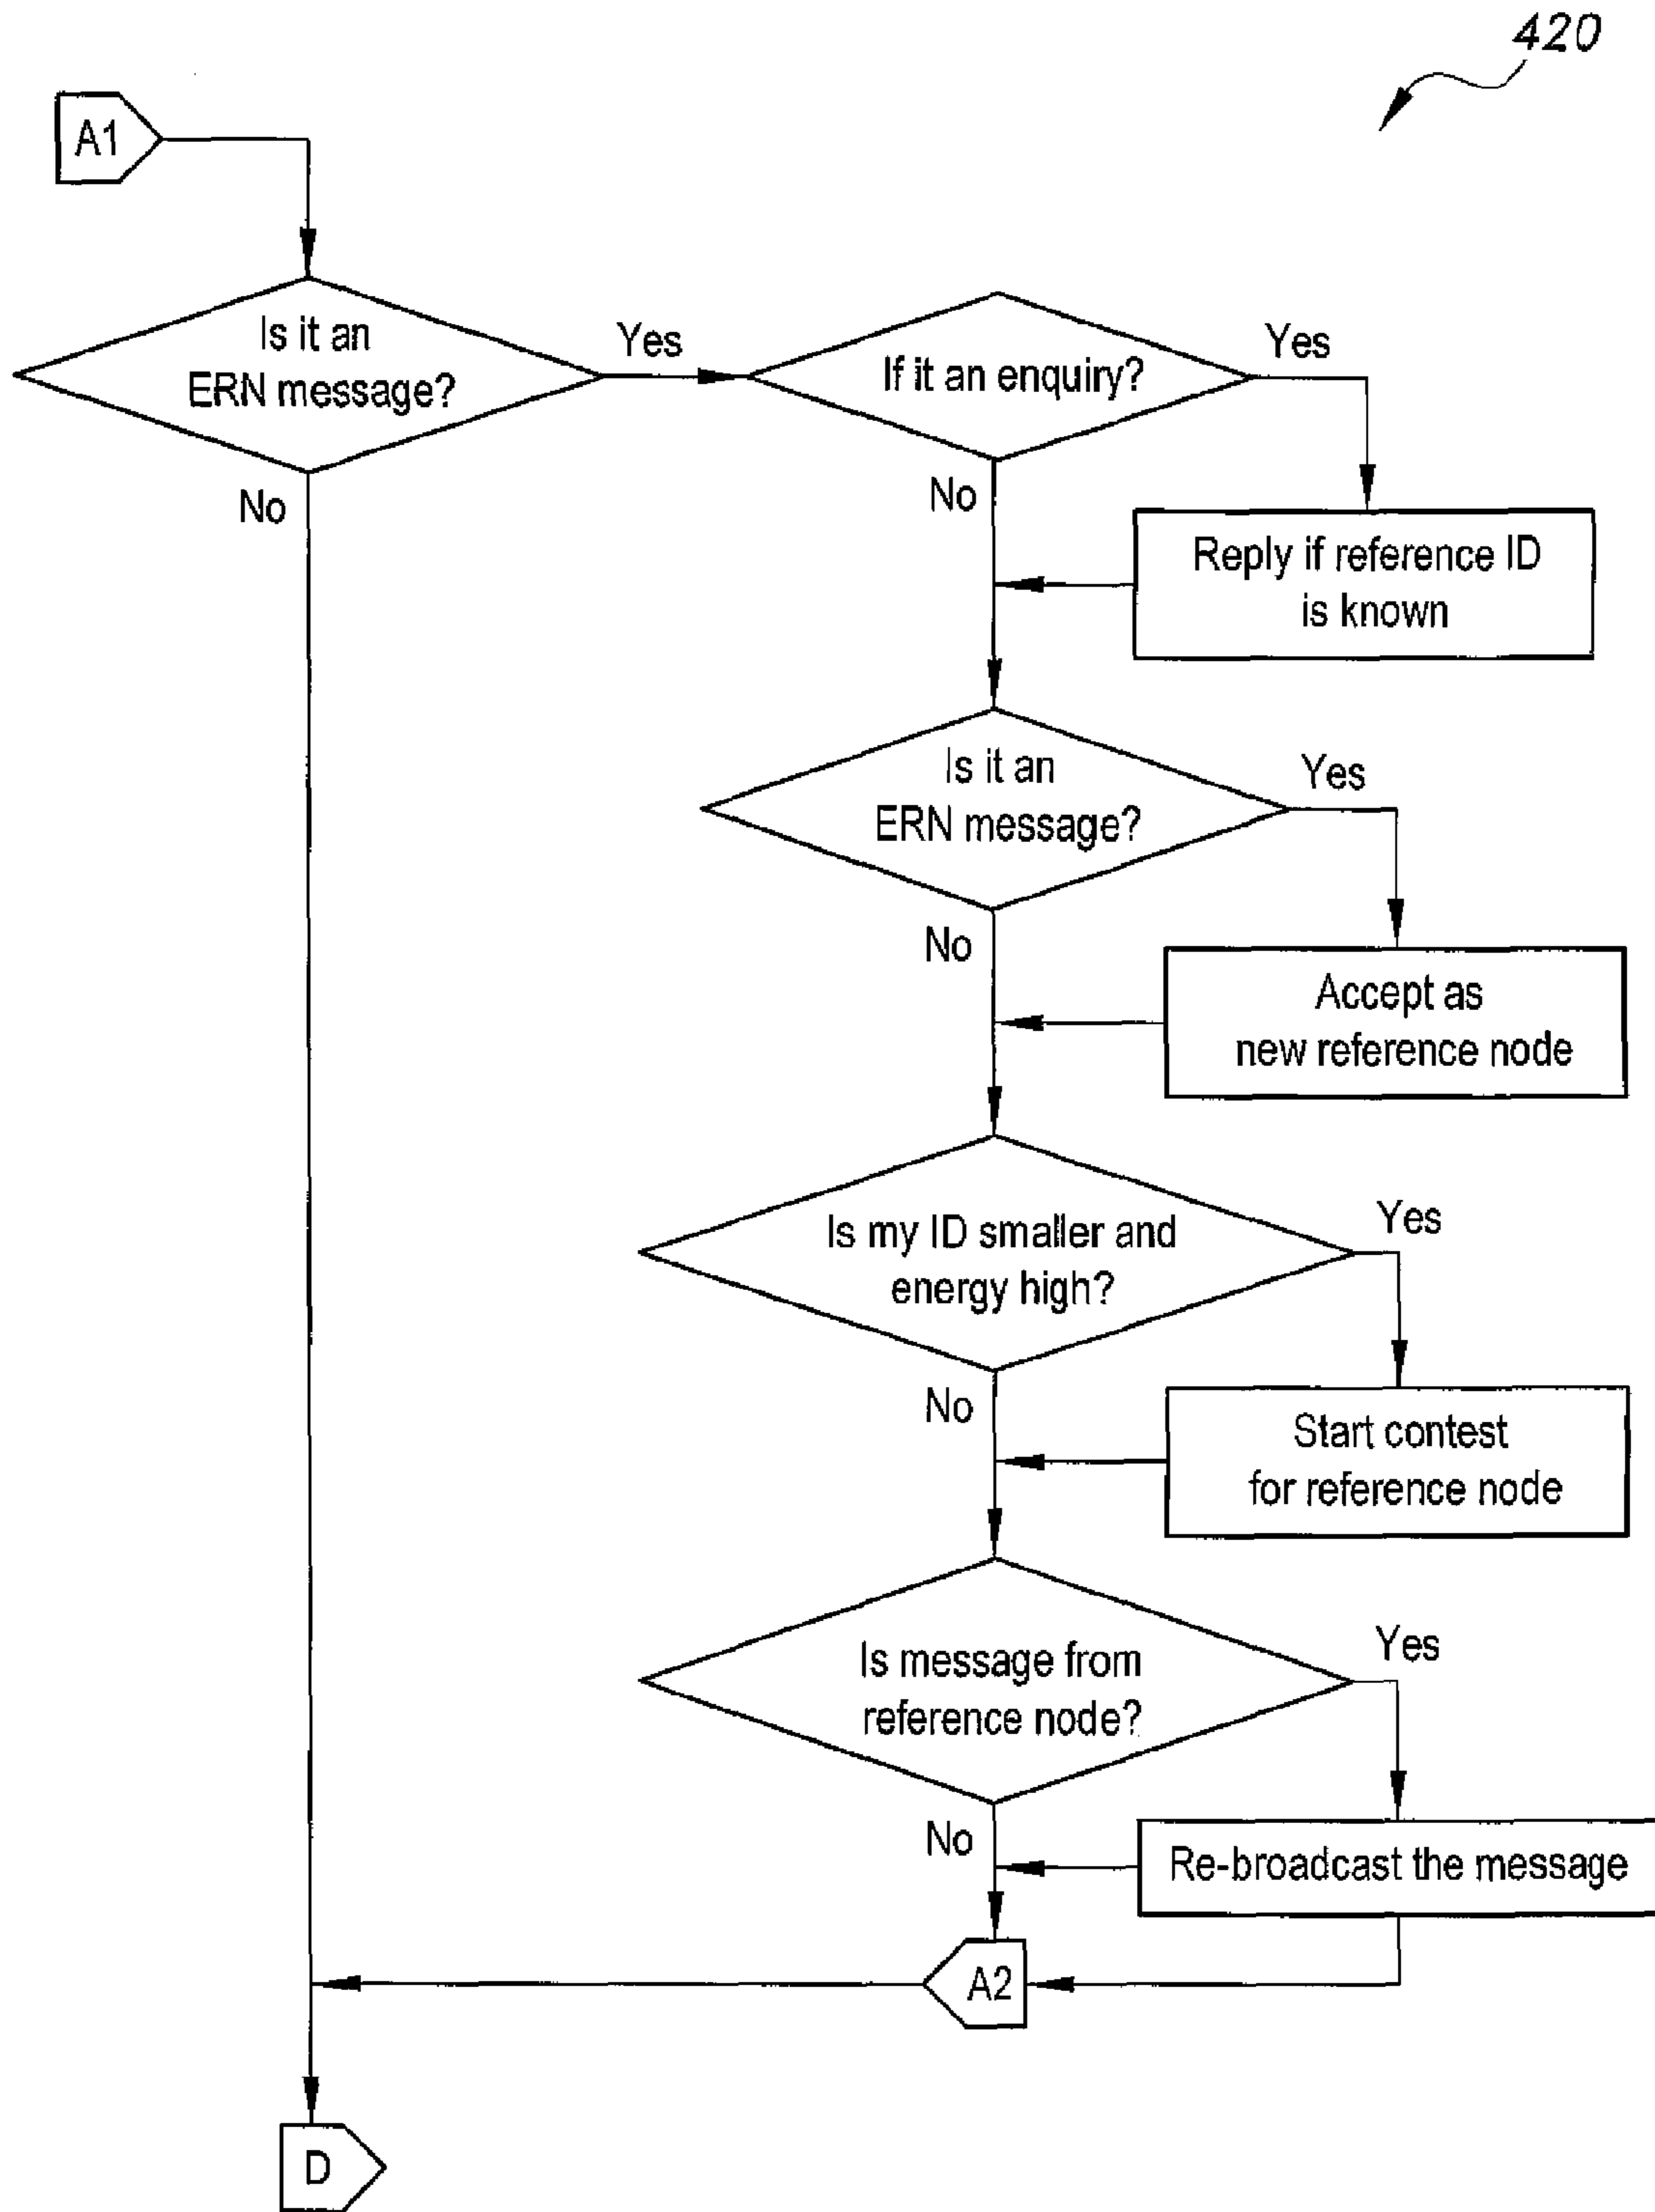 420
A1
Is it an
ERN message?
Yes
If it an enquiry?
Yes
No
No
Reply if reference ID
is known
Is it an
ERN message?
Yes
No
Accept as
new reference node
Is my ID smaller and
energy high?
Yes
No
Start contest
for reference node
Is message from
reference node?
Yes
No
Re-broadcast the message
A2
D